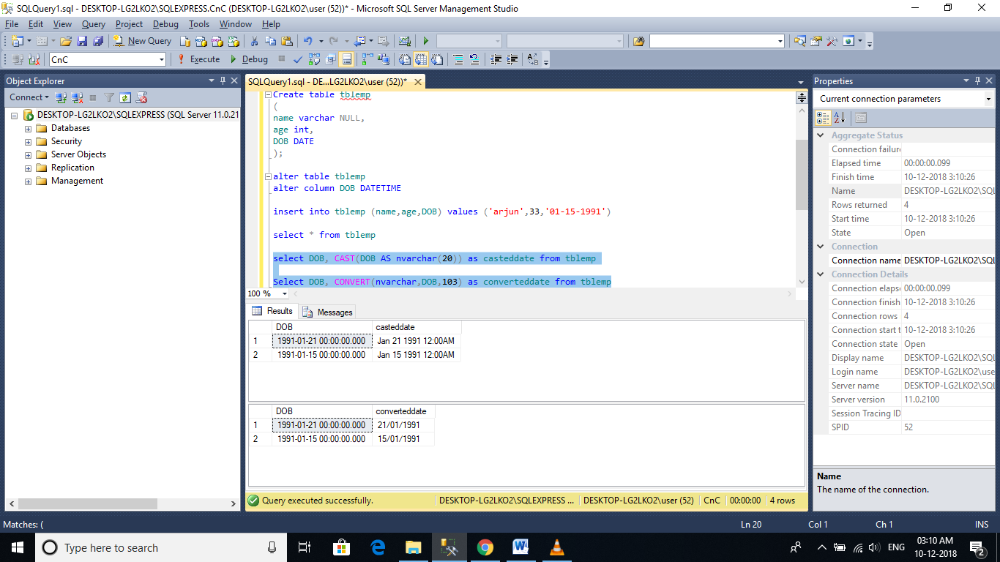 SQLQuery1.sql - DESKTOP-LG2LKO2\SQLEXPRESS.CnC (DESKTOP-LG2LKO2\user (52))* - Microsoft SQL Server Management Studio
File Edit View Query Project Debug Tools Window Help
New Query
CnC Execute Debug
Object Explorer
Connect
DESKTOP-LG2LKO2\SQLEXPRESS (SQL Server 11.0.21
Databases
Security
Server Objects
Replication
Management
SQLQuery1.sql - DE...LG2LKO2\user (52))*
Create table tblemp
(
name varchar NULL,
age int,
DOB DATE
);
alter table tblemp
alter column DOB DATETIME
insert into tblemp (name,age,DOB) values ('arjun',33,'01-15-1991')
select * from tblemp
select DOB, CAST(DOB AS nvarchar(20)) as casteddate from tblemp
Select DOB, CONVERT(nvarchar,DOB,103) as converteddate from tblemp
100 %
Results Messages
DOB casteddate
1 1991-01-21 00:00:00.000 Jan 21 1991 12:00AM
2 1991-01-15 00:00:00.000 Jan 15 1991 12:00AM
DOB converteddate
1 1991-01-21 00:00:00.000 21/01/1991
2 1991-01-15 00:00:00.000 15/01/1991
Query executed successfully. DESKTOP-LG2LKO2\SQLEXPRESS ... DESKTOP-LG2LKO2\user (52) CnC 00:00:00 4 rows
Properties
Current connection parameters
Aggregate Status
Connection failure
Elapsed time 00:00:00.099
Finish time 10-12-2018 3:10:26
Name DESKTOP-LG2LKO2\SQL
Rows returned 4
Start time 10-12-2018 3:10:26
State Open
Connection
Connection name DESKTOP-LG2LKO2\SQL
Connection Details
Connection elapse 00:00:00.099
Connection finish 10-12-2018 3:10:26
Connection rows 4
Connection start t 10-12-2018 3:10:26
Connection state Open
Display name DESKTOP-LG2LKO2\SQL
Login name DESKTOP-LG2LKO2\use
Server name DESKTOP-LG2LKO2\SQL
Server version 11.0.2100
Session Tracing ID
SPID 52
Name
The name of the connection.
Matches: ( Ln 20 Col 1 Ch 1 INS
Type here to search
ENG
03:10 AM
10-12-2018
2